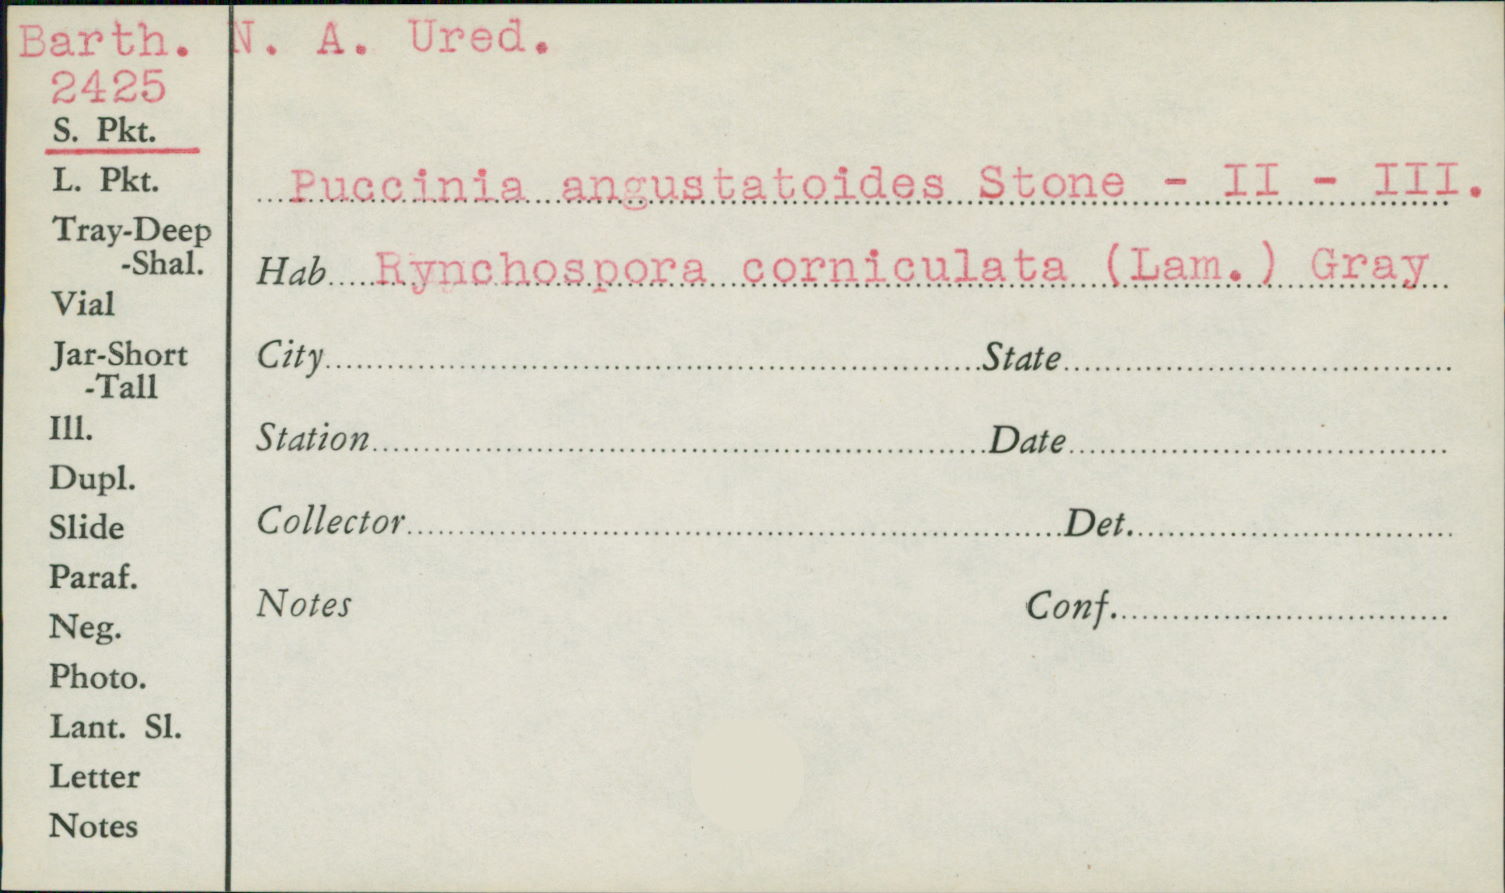 Barth. N. A. Ured.
2425
S. Pkt.
L. Pkt.
Tray-Deep
-Shal.
Vial
Jar-Short
-Tall
Ill.
Dupl.
Slide
Paraf.
Neg.
Photo.
Lant. Sl.
Letter
Notes
Puccinia angustatoides Stone - II - III.
Hab. Rynchospora corniculata (Lam.) Gray
City State
Station Date
Collector Det.
Notes Conf.